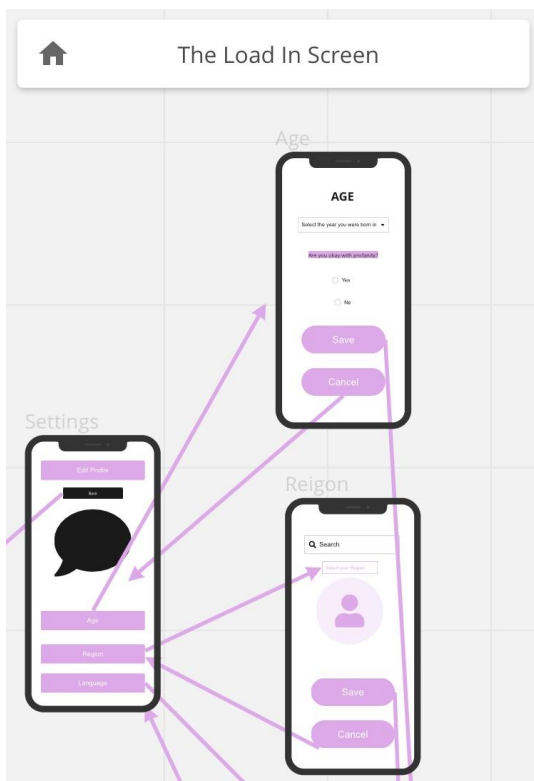 The Load In Screen
Age
AGE
Select the year you were born in
Are you okay with profanity?
Yes
No
Save
Cancel
Settings
Edit Profile
Back
Age
Region
Language
Reigon
Search
Select your Region
Save
Cancel